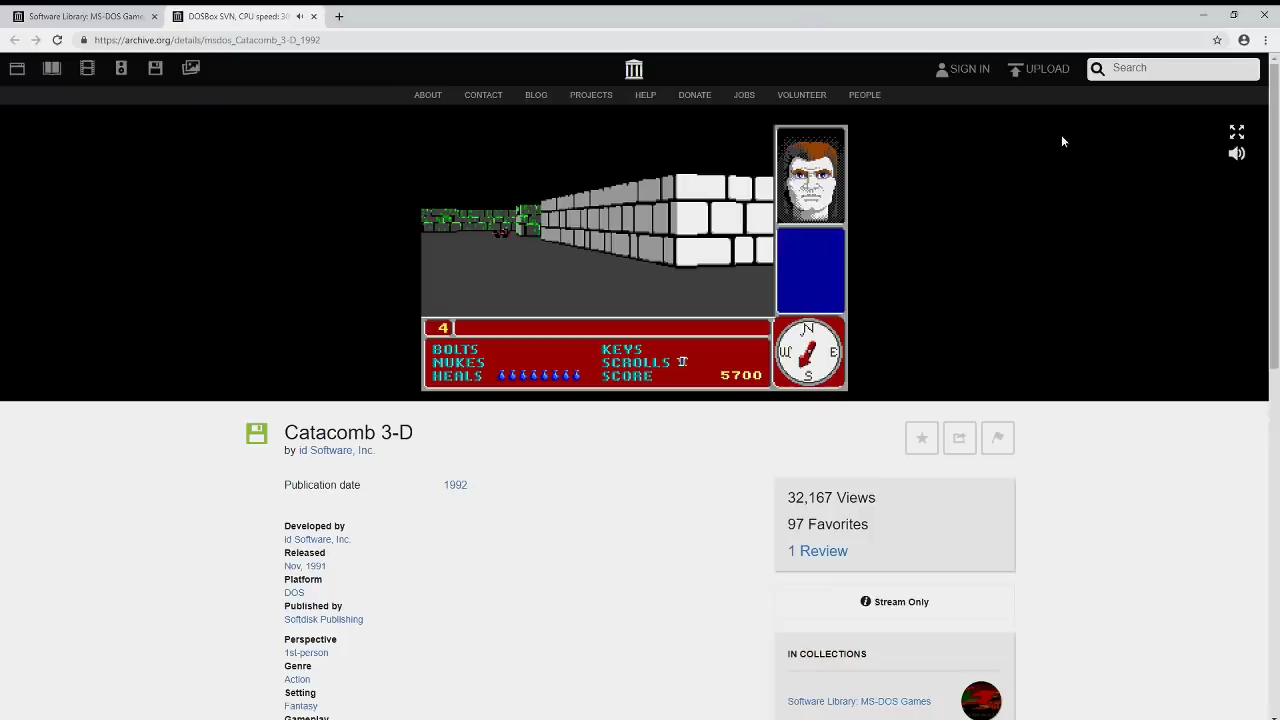 Software Library: MS-DOS Game
DOSBox SVN, CPU speed: 30
https://archive.org/details/msdos_Catacomb_3-D_1992
SIGN IN
UPLOAD
Search
ABOUT
CONTACT
BLOG
PROJECTS
HELP
DONATE
JOBS
VOLUNTEER
PEOPLE
4
BOLTS
NUKES
HEALS
KEYS
SCROLLS
SCORE 5700
N
W E
S
Catacomb 3-D
by id Software, Inc.
Publication date 1992
Developed by
id Software, Inc.
Released
Nov, 1991
Platform
DOS
Published by
Softdisk Publishing
Perspective
1st-person
Genre
Action
Setting
Fantasy
Gameplay
32,167 Views
97 Favorites
1 Review
Stream Only
IN COLLECTIONS
Software Library: MS-DOS Games